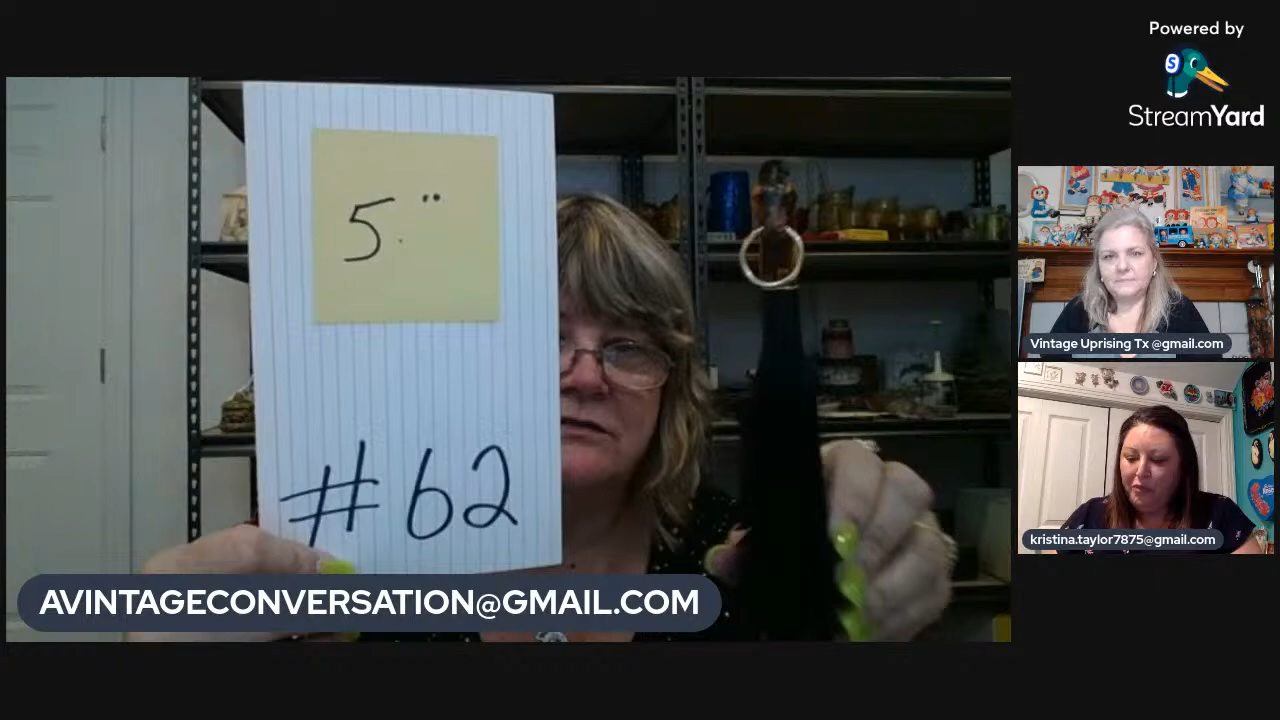 Powered by
StreamYard
5"
#62
AVINTAGECONVERSATION@GMAIL.COM
Vintage Uprising Tx @gmail.com
kristina.taylor7875@gmail.com